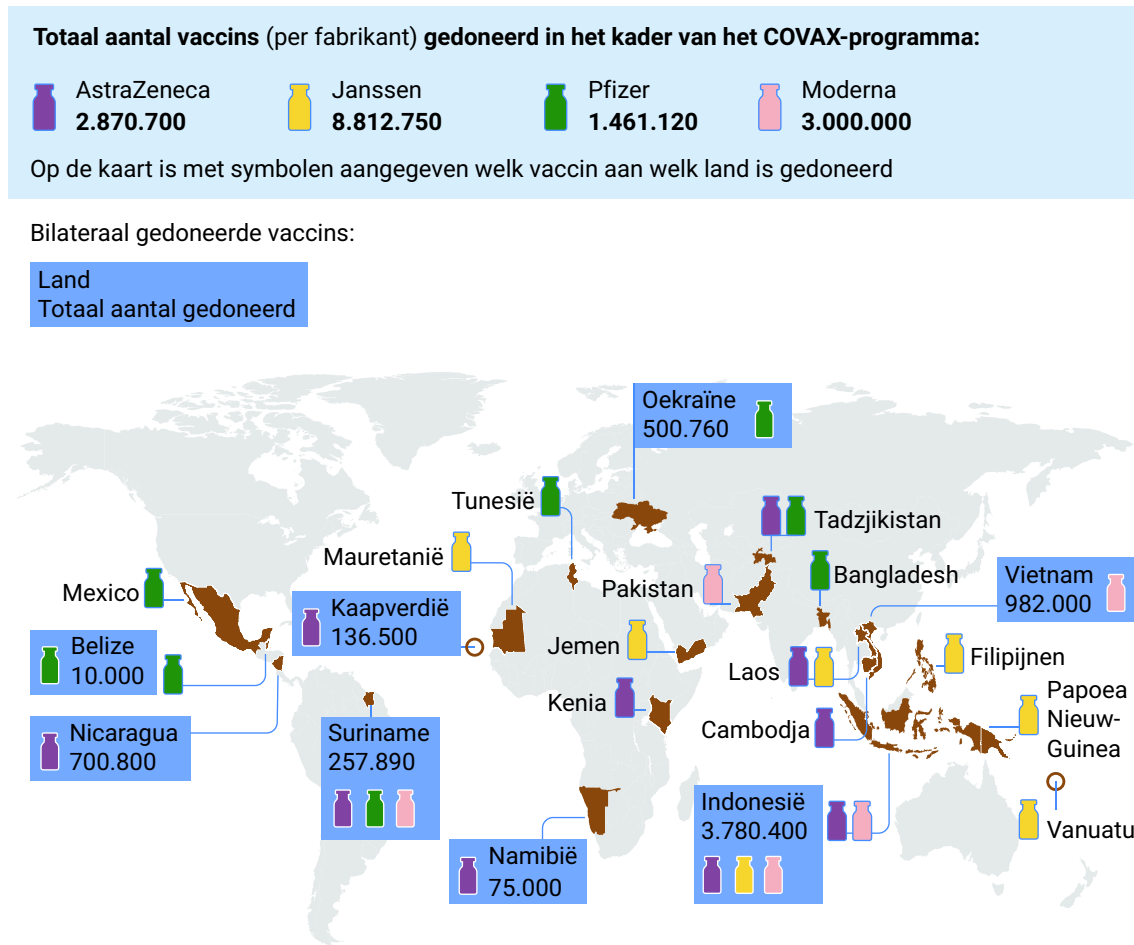 Totaal aantal vaccins (per fabrikant) gedoneerd in het kader van het COVAX-programma:
AstraZeneca
2.870.700
Janssen
8.812.750
Pfizer
1.461.120
Moderna
3.000.000
Op de kaart is met symbolen aangegeven welk vaccin aan welk land is gedoneerd
Bilateraal gedoneerde vaccins:
Land
Totaal aantal gedoneerd
Oekraïne
500.760
Tunesië
Tadzjikistan
Mauretanië
Mexico
Pakistan
Bangladesh
Vietnam
982.000
Kaapverdië
136.500
Belize
10.000
Jemen
Laos
Filipijnen
Kenia
Papoea
Nieuw-
Guinea
Nicaragua
700.800
Suriname
257.890
Cambodja
Indonesië
3.780.400
Vanuatu
Namibië
75.000